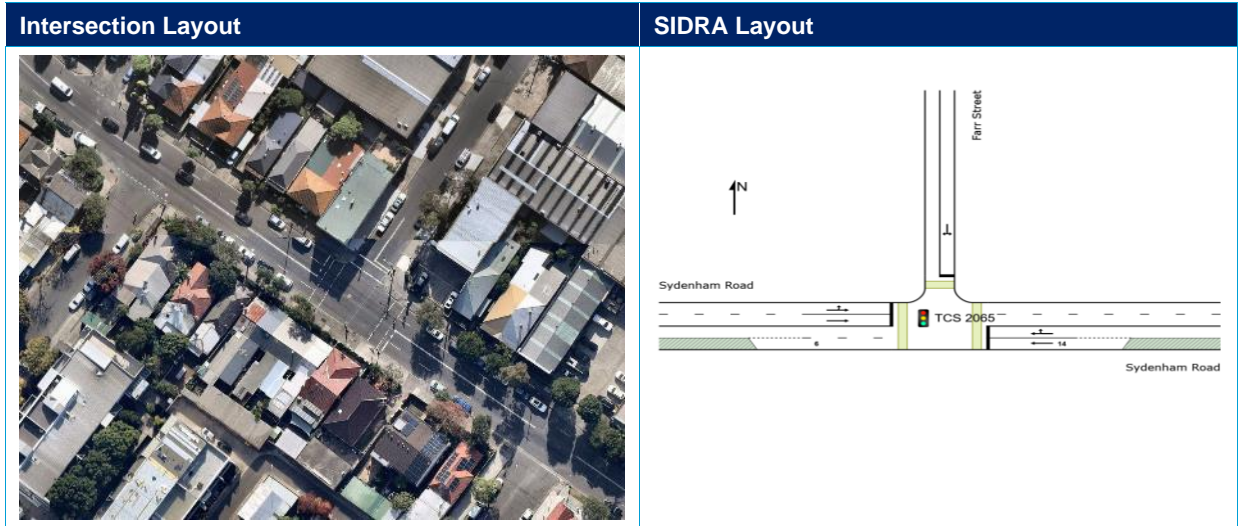 Intersection Layout
SIDRA Layout
Farr Street
N
Sydenham Road
TCS 2065
6
14
Sydenham Road